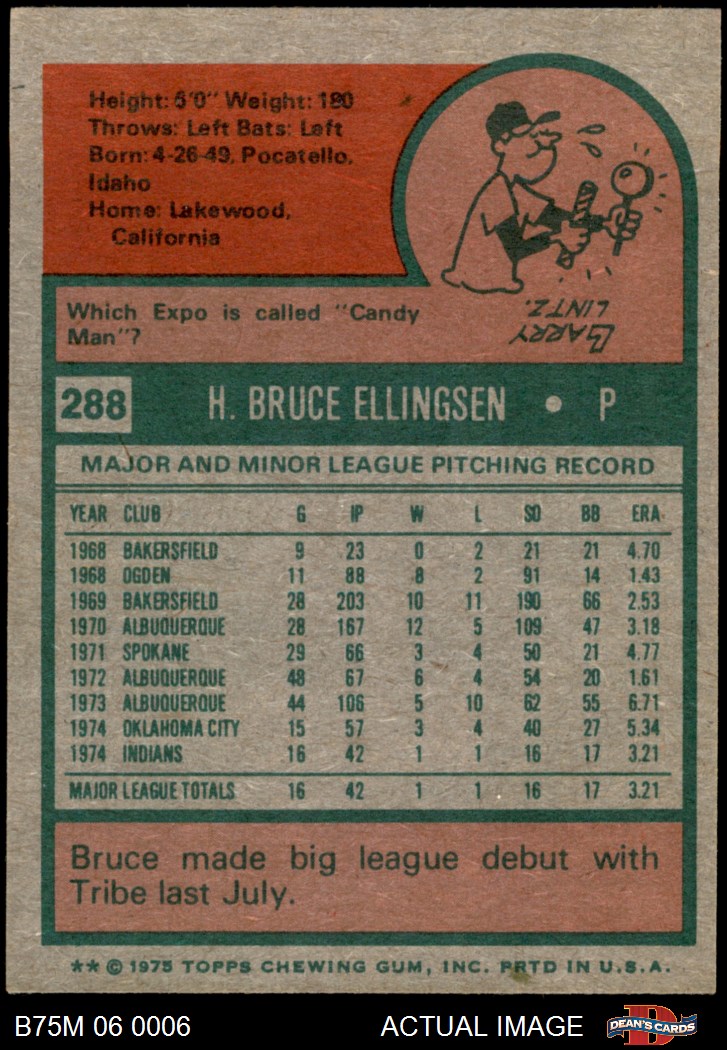 Height: 6'0" Weight: 180
Throws: Left Bats: Left
Born: 4-26-49, Pocatello,
Idaho
Home: Lakewood,
California
Which Expo is called "Candy
Man"?
LARRY
LINTZ.
288 H. BRUCE ELLINGSEN • P
MAJOR AND MINOR LEAGUE PITCHING RECORD
YEAR CLUB G IP W L SO BB ERA
1968 BAKERSFIELD 9 23 0 2 21 21 4.70
1968 OGDEN 11 88 8 2 91 14 1.43
1969 BAKERSFIELD 28 203 10 11 190 66 2.53
1970 ALBUQUERQUE 28 167 12 5 109 47 3.18
1971 SPOKANE 29 66 3 4 50 21 4.77
1972 ALBUQUERQUE 48 67 6 4 54 20 1.61
1973 ALBUQUERQUE 44 106 5 10 62 55 6.71
1974 OKLAHOMA CITY 15 57 3 4 40 27 5.34
1974 INDIANS 16 42 1 1 16 17 3.21
MAJOR LEAGUE TOTALS 16 42 1 1 16 17 3.21
Bruce made big league debut with
Tribe last July.
** © 1975 TOPPS CHEWING GUM, INC. PRTD IN U.S.A.
B75M 06 0006 ACTUAL IMAGE DEAN'S CARDS